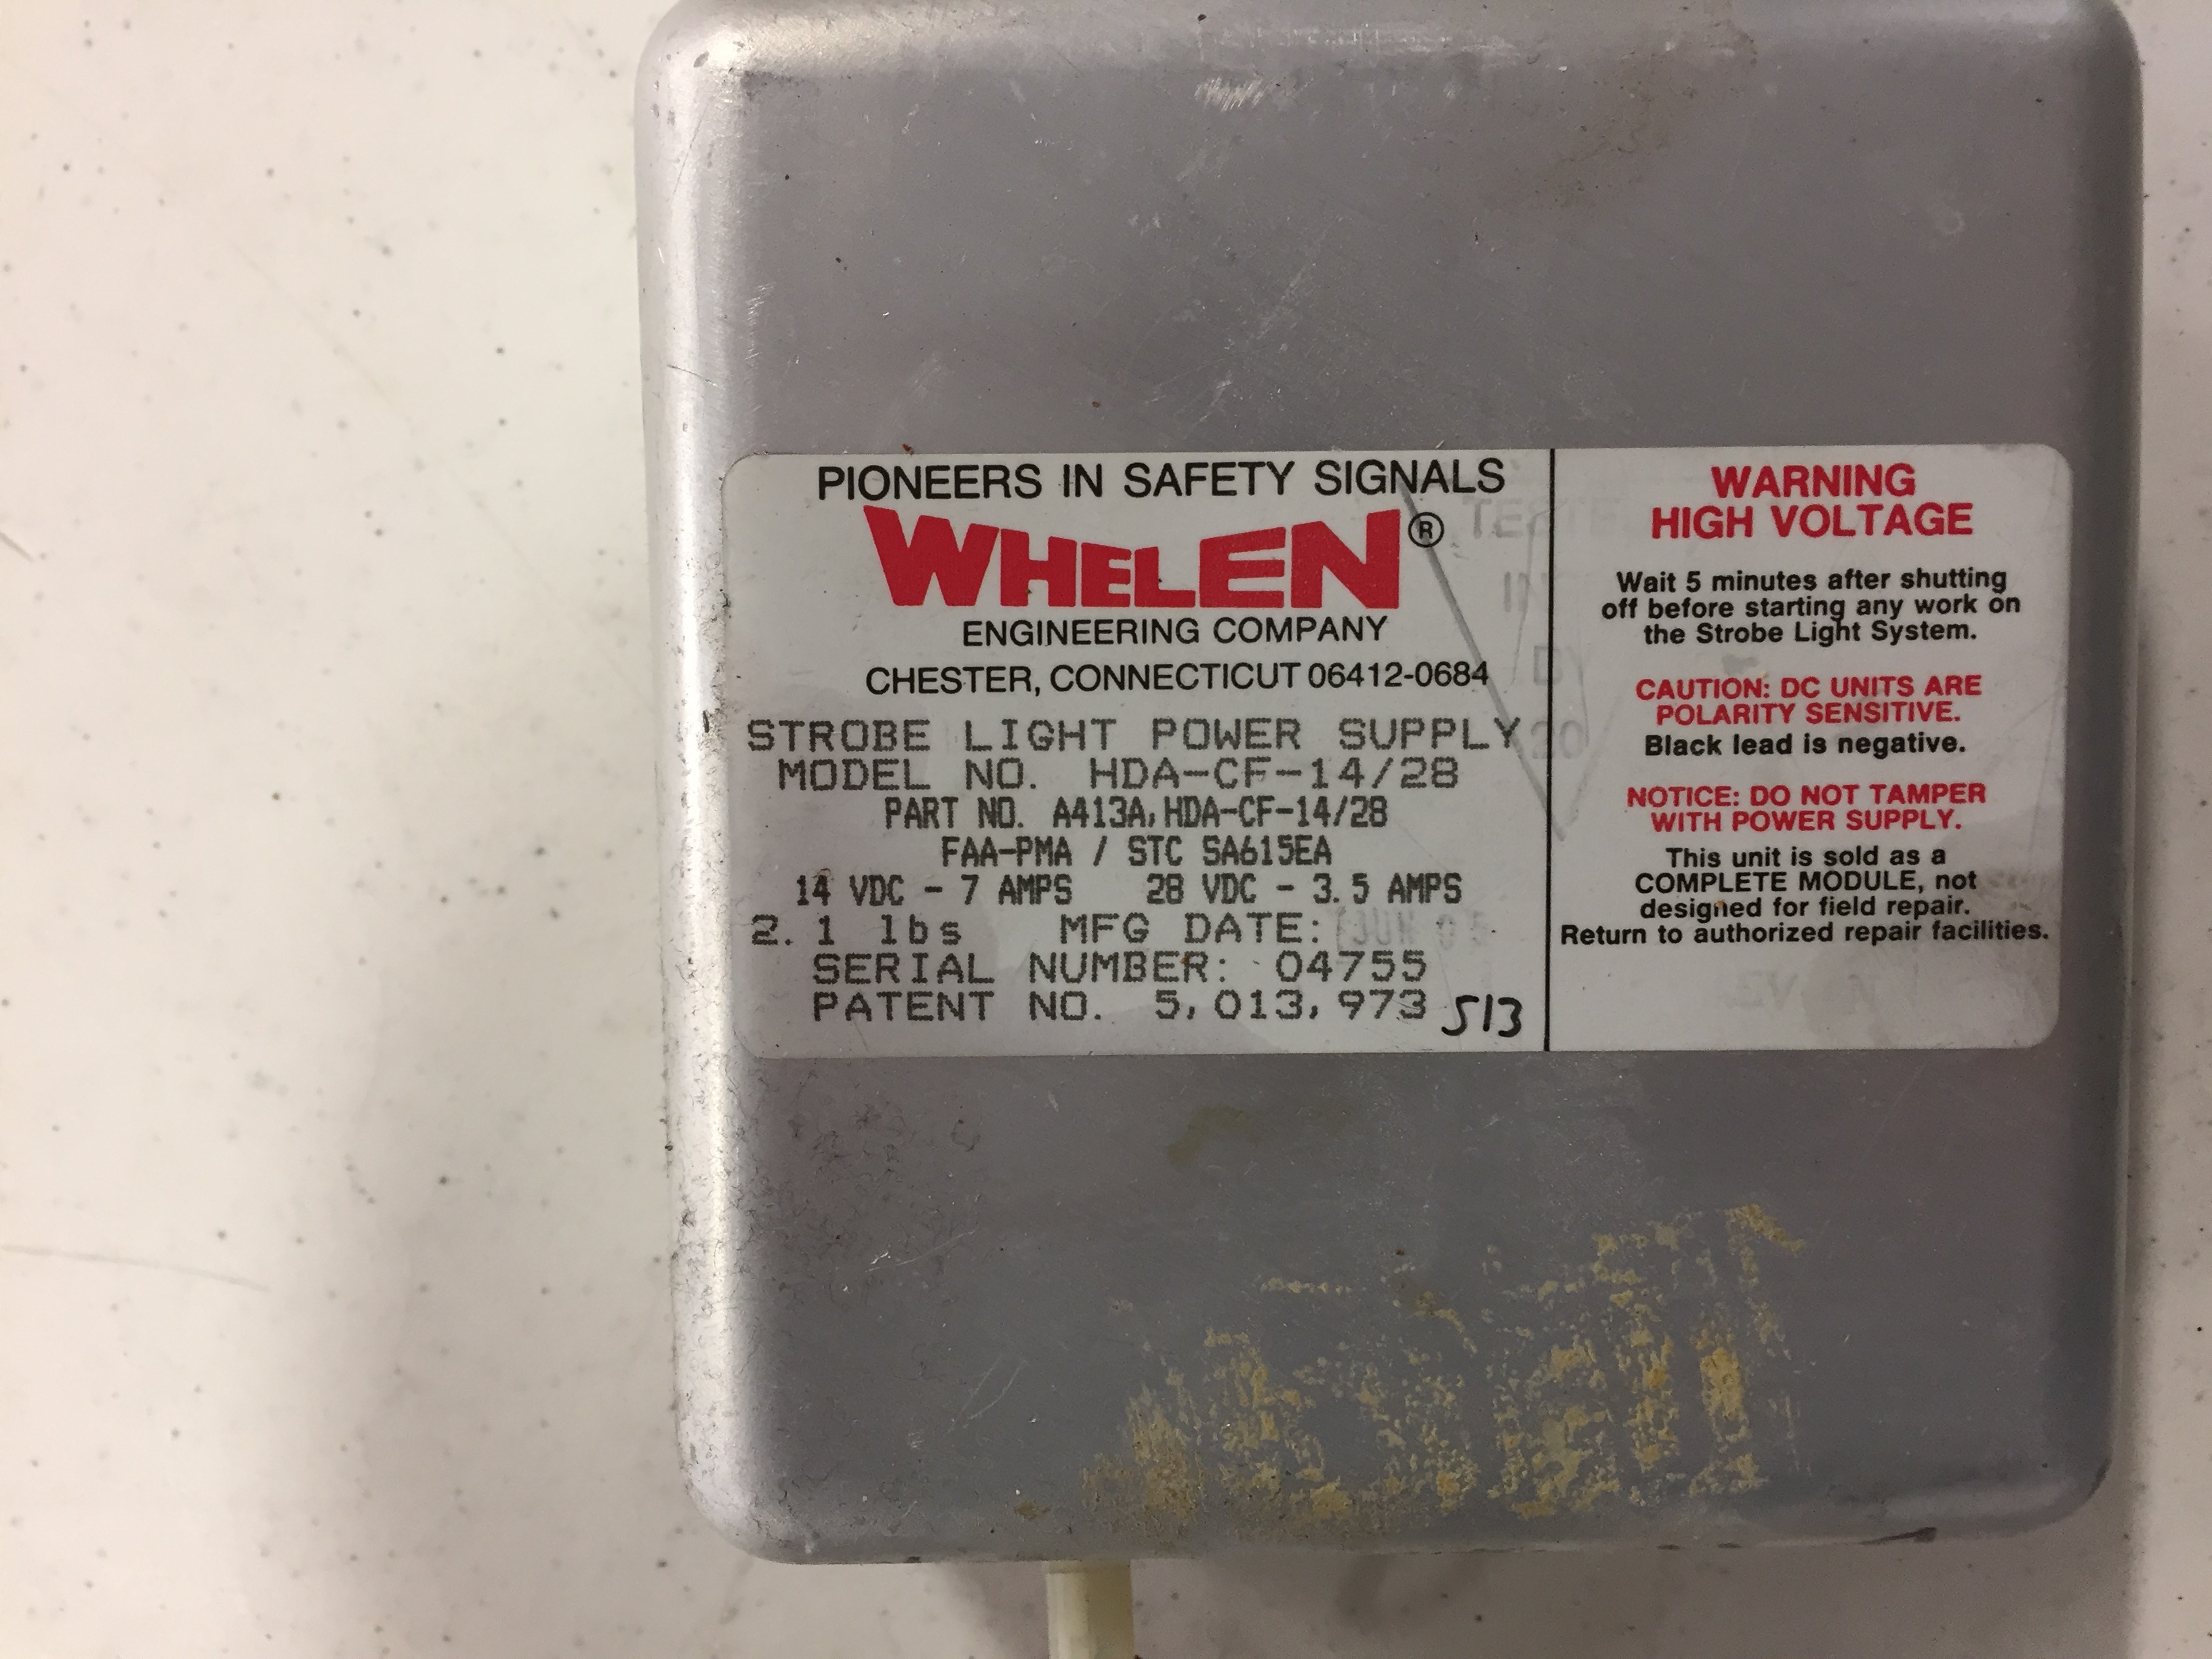 PIONEERS IN SAFETY SIGNALS
WHELEN®
ENGINEERING COMPANY
CHESTER, CONNECTICUT 06412-0684
STROBE LIGHT POWER SUPPLY
MODEL NO. HDA-CF-14/28
PART NO. A413A,HDA-CF-14/28
FAA-PMA / STC SA615EA
14 VDC - 7 AMPS 28 VDC - 3.5 AMPS
2.1 lbs MFG DATE:
SERIAL NUMBER: 04755
PATENT NO. 5,013,973 513
WARNING
HIGH VOLTAGE
Wait 5 minutes after shutting
off before starting any work on
the Strobe Light System.
CAUTION: DC UNITS ARE
POLARITY SENSITIVE.
Black lead is negative.
NOTICE: DO NOT TAMPER
WITH POWER SUPPLY.
This unit is sold as a
COMPLETE MODULE, not
designed for field repair.
Return to authorized repair facilities.